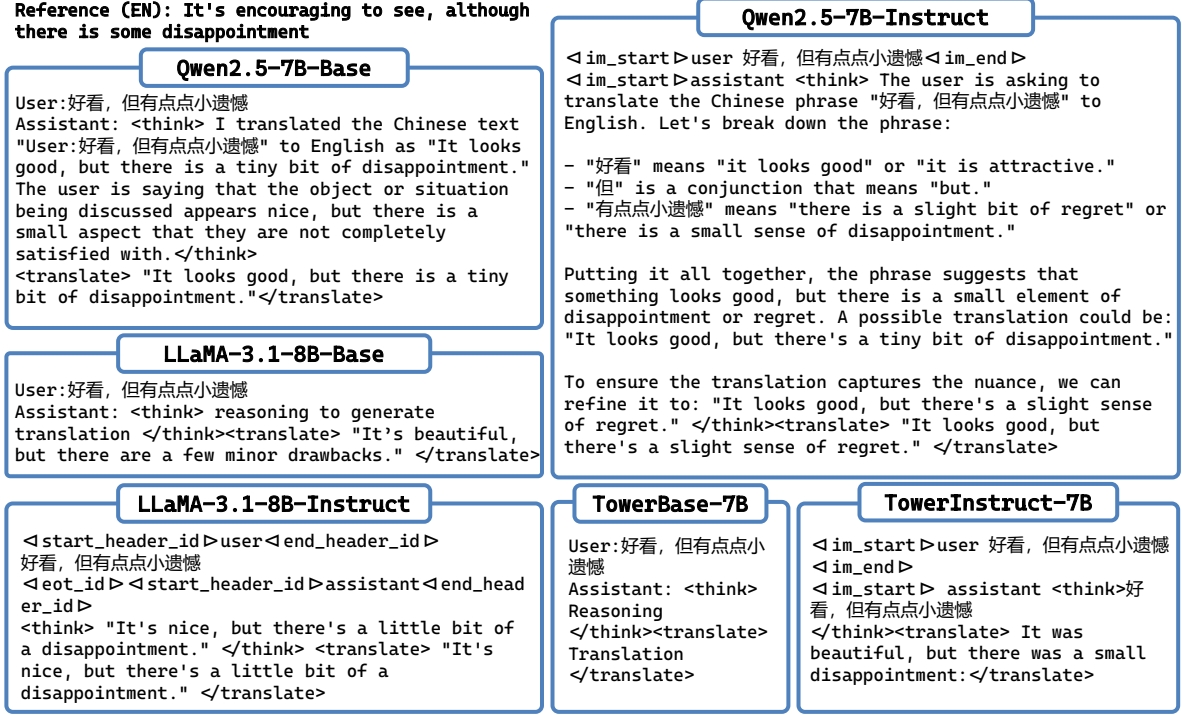 Reference (EN): It's encouraging to see, although
there is some disappointment
Qwen2.5-7B-Base
User:好看，但有点点小遗憾
Assistant: <think> I translated the Chinese text
"User:好看，但有点点小遗憾" to English as "It looks
good, but there is a tiny bit of disappointment."
The user is saying that the object or situation
being discussed appears nice, but there is a
small aspect that they are not completely
satisfied with.</think>
<translate> "It looks good, but there is a tiny
bit of disappointment."</translate>
LLaMA-3.1-8B-Base
User:好看，但有点点小遗憾
Assistant: <think> reasoning to generate
translation </think><translate> "It’s beautiful,
but there are a few minor drawbacks." </translate>
LLaMA-3.1-8B-Instruct
<|start_header_id|>user<|end_header_id|>
好看，但有点点小遗憾
<|eot_id|><|start_header_id|>assistant<|end_head
er_id|>
<think> "It's nice, but there's a little bit of
a disappointment." </think> <translate> "It's
nice, but there's a little bit of a
disappointment." </translate>
Qwen2.5-7B-Instruct
<|im_start|>user 好看，但有点点小遗憾<|im_end|>
<|im_start|>assistant <think> The user is asking to
translate the Chinese phrase "好看，但有点点小遗憾" to
English. Let's break down the phrase:
- "好看" means "it looks good" or "it is attractive."
- "但" is a conjunction that means "but."
- "有点点小遗憾" means "there is a slight bit of regret" or
"there is a small sense of disappointment."
Putting it all together, the phrase suggests that
something looks good, but there is a small element of
disappointment or regret. A possible translation could be:
"It looks good, but there's a tiny bit of disappointment."
To ensure the translation captures the nuance, we can
refine it to: "It looks good, but there's a slight sense
of regret." </think><translate> "It looks good, but
there's a slight sense of regret." </translate>
TowerBase-7B
User:好看，但有点点小
遗憾
Assistant: <think>
Reasoning
</think><translate>
Translation
</translate>
TowerInstruct-7B
<|im_start|>user 好看，但有点点小遗憾
<|im_end|>
<|im_start|> assistant <think>好
看，但有点点小遗憾
</think><translate> It was
beautiful, but there was a small
disappointment:</translate>